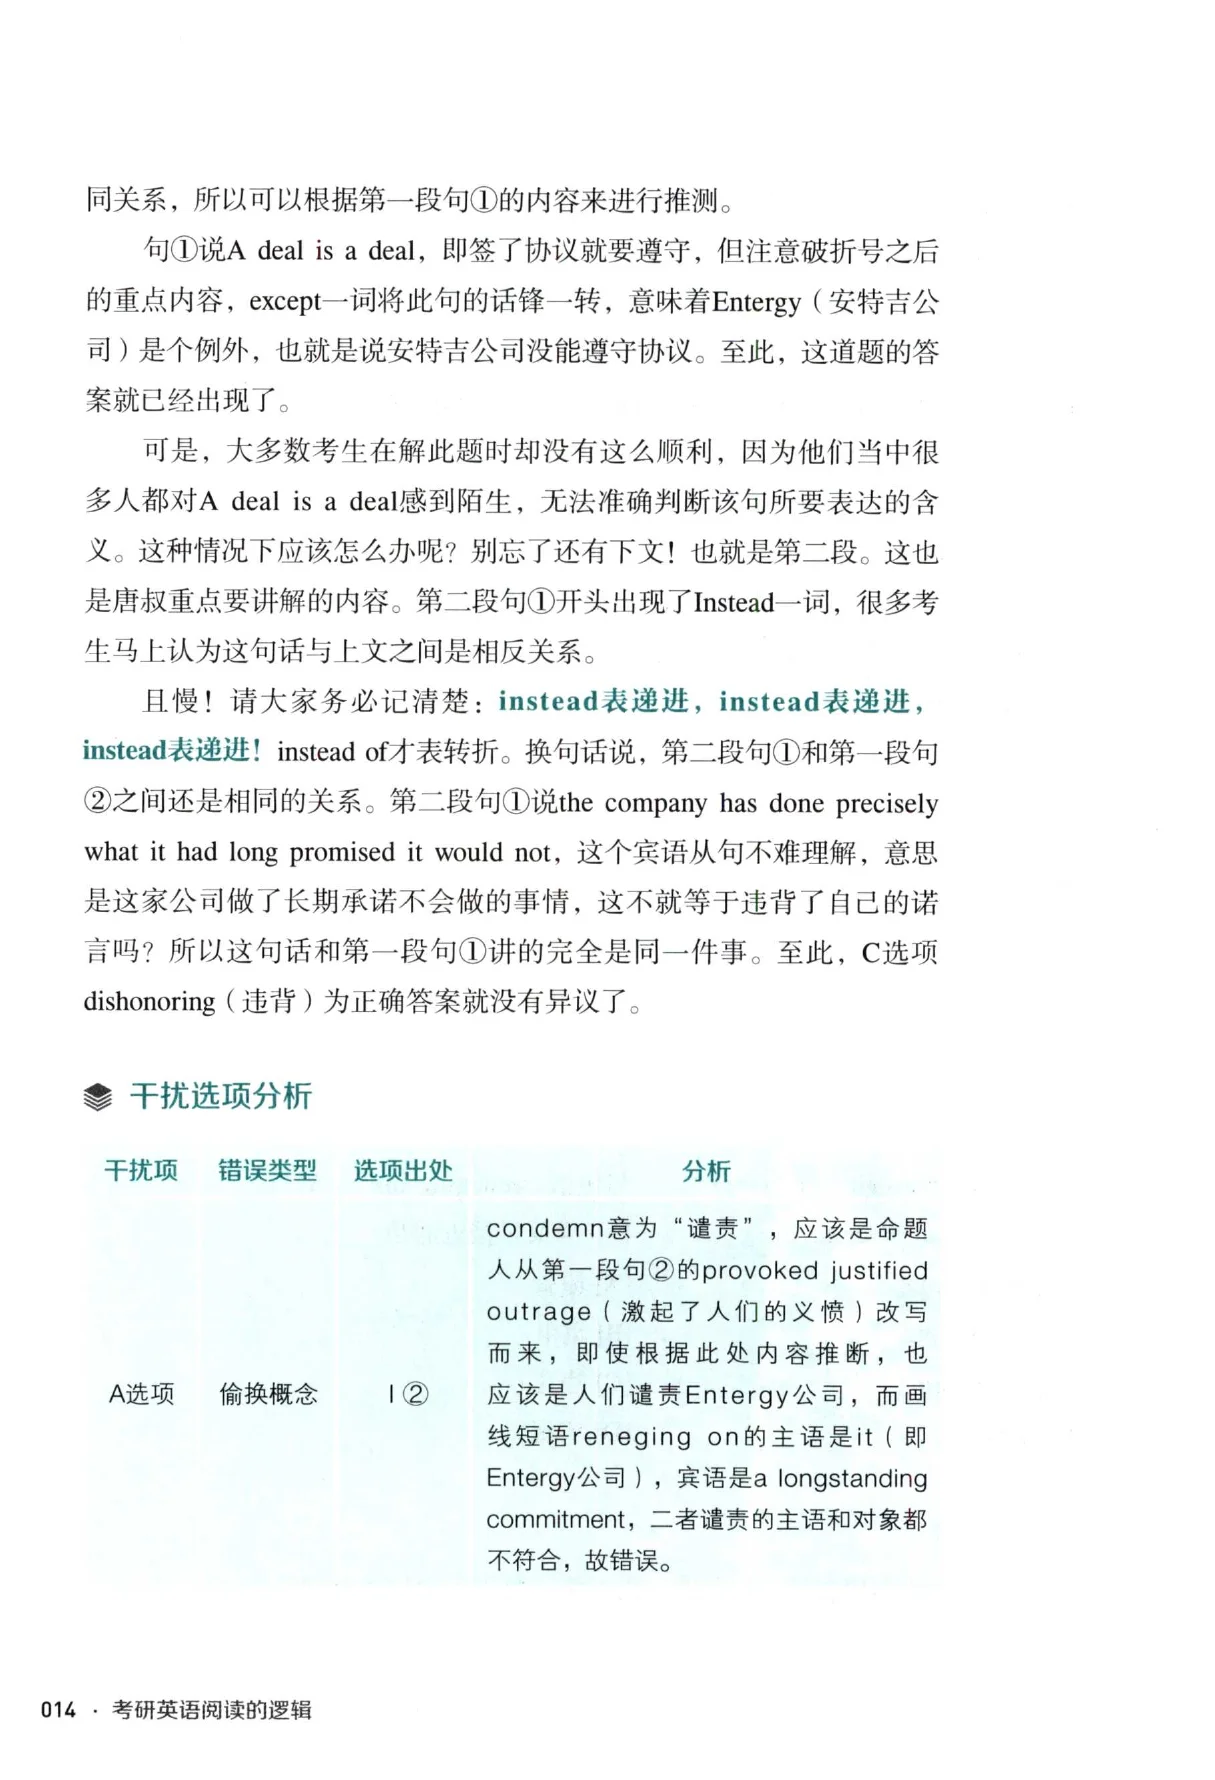 同关系，所以可以根据第一段句①的内容来进行推测。
句①说A deal is a deal，即签了协议就要遵守，但注意破折号之后
的重点内容，except一词将此句的话锋一转，意味着Entergy（安特吉公
司）是个例外，也就是说安特吉公司没能遵守协议。至此，这道题的答
案就已经出现了。
可是，大多数考生在解此题时却没有这么顺利，因为他们当中很
多人都对A deal is a deal感到陌生，无法准确判断该句所要表达的含
义。这种情况下应该怎么办呢？别忘了还有下文！也就是第二段。这也
是唐叔重点要讲解的内容。第二段句①开头出现了Instead一词，很多考
生马上认为这句话与上文之间是相反关系。
且慢！请大家务必记清楚：instead表递进，instead表递进，
instead表递进！instead of才表转折。换句话说，第二段句①和第一段句
②之间还是相同的关系。第二段句①说the company has done precisely
what it had long promised it would not，这个宾语从句不难理解，意思
是这家公司做了长期承诺不会做的事情，这不就等于违背了自己的诺
言吗？所以这句话和第一段句①讲的完全是同一件事。至此，C选项
dishonoring（违背）为正确答案就没有异议了。
干扰选项分析
干扰项 错误类型 选项出处 分析
condemn意为“谴责”，应该是命题
人从第一段句②的provoked justified
outrage（激起了人们的义愤）改写
而来，即使根据此处内容推断，也
A选项 偷换概念 I② 应该是人们谴责Entergy公司，而画
线短语reneging on的主语是it（即
Entergy公司），宾语是a longstanding
commitment，二者谴责的主语和对象都
不符合，故错误。
014 · 考研英语阅读的逻辑